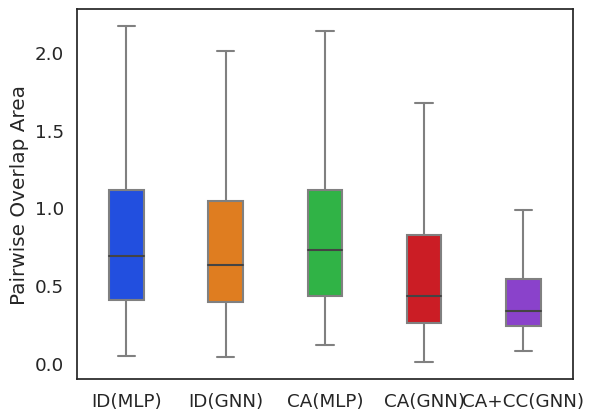 Pairwise Overlap Area
2.0
1.5
1.0
0.5
0.0
ID(MLP) ID(GNN) CA(MLP) CA(GNN) CA+CC(GNN)